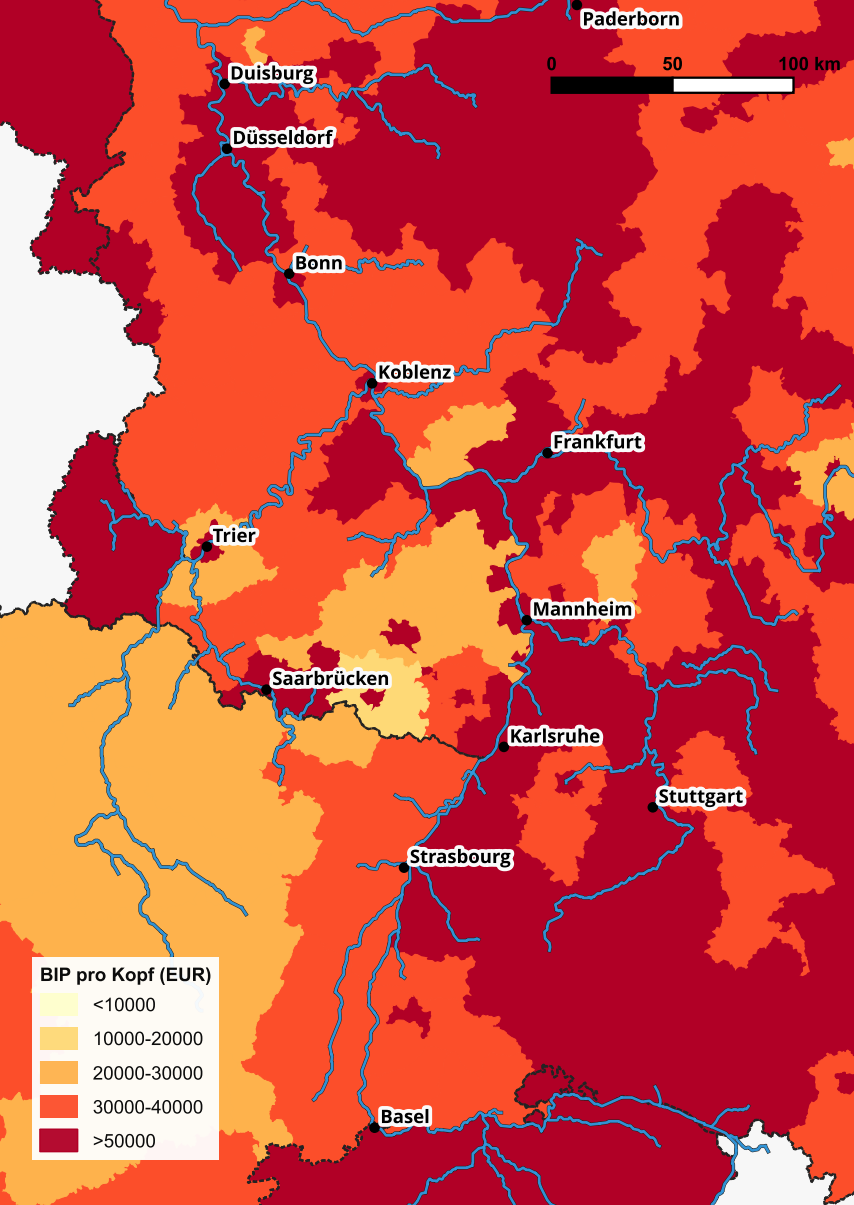 Paderborn
0 50 100 km
Duisburg
Düsseldorf
Bonn
Koblenz
Frankfurt
Trier
Mannheim
Saarbrücken
Karlsruhe
Stuttgart
Strasbourg
BIP pro Kopf (EUR)
<10000
10000-20000
20000-30000
30000-40000
>50000
Basel